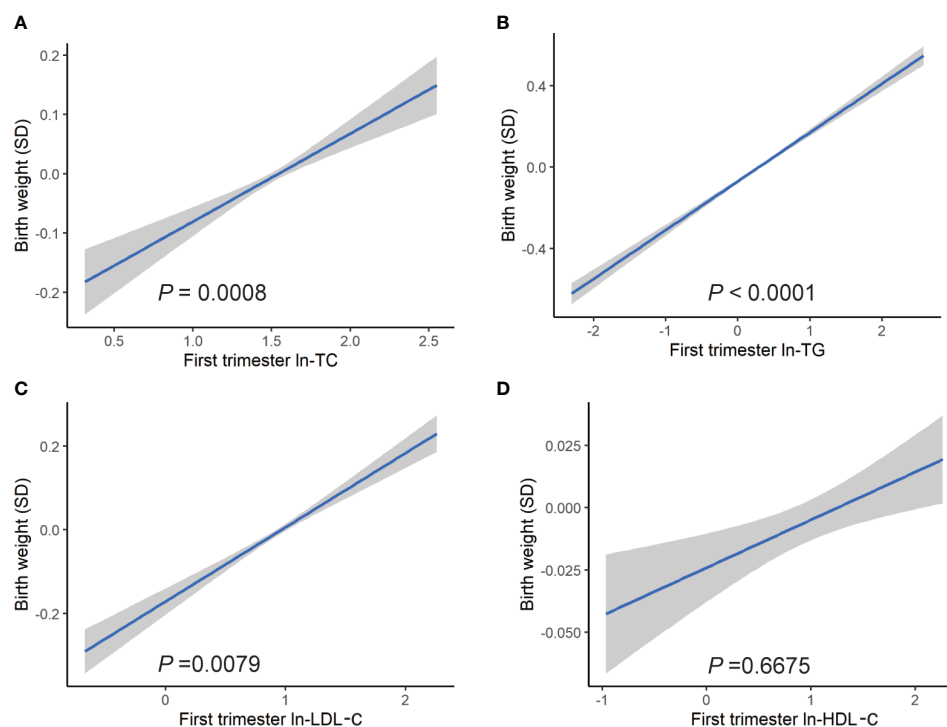 A
Birth weight (SD)
0.2
0.1
0.0
-0.1
-0.2
P = 0.0008
0.5 1.0 1.5 2.0 2.5
First trimester ln-TC
B
Birth weight (SD)
0.4
0.0
-0.4
P < 0.0001
-2 -1 0 1 2
First trimester ln-TG
C
Birth weight (SD)
0.2
0.0
-0.2
P =0.0079
0 1 2
First trimester ln-LDL-C
D
Birth weight (SD)
0.025
0.000
-0.025
-0.050
P =0.6675
-1 0 1 2
First trimester ln-HDL-C